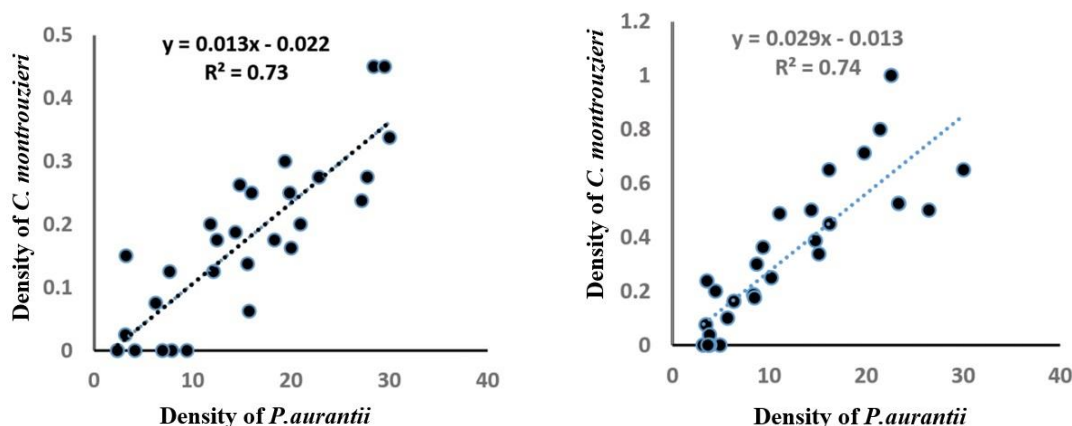 Density of C. montrouzieri
0.5
0.4
0.3
0.2
0.1
0
y = 0.013x - 0.022
R² = 0.73
0 10 20 30 40
Density of P.aurantii
Density of C. montrouzieri
1.2
1
0.8
0.6
0.4
0.2
0
y = 0.029x - 0.013
R² = 0.74
0 10 20 30 40
Density of P.aurantii